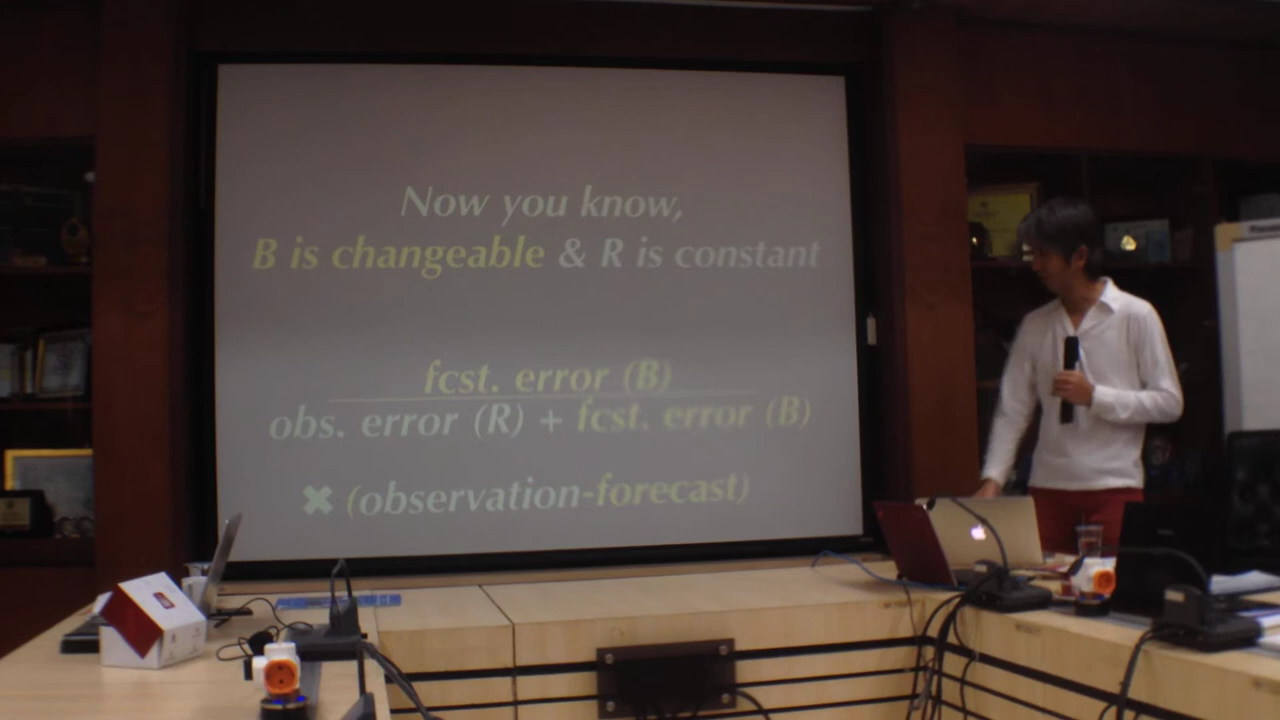 Now you know,
B is changeable & R is constant
fcst. error (B)
obs. error (R) + fcst. error (B)
✖ (observation-forecast)